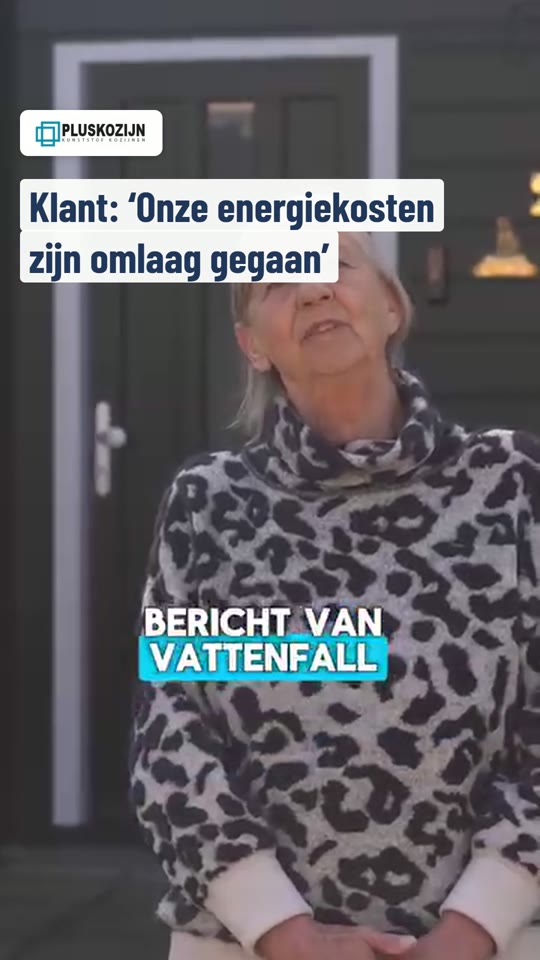 PLUSKOZIJN
KUNSTSTOF KOZIJNEN
Klant: ‘Onze energiekosten
zijn omlaag gegaan’
BERICHT VAN
VATTENFALL